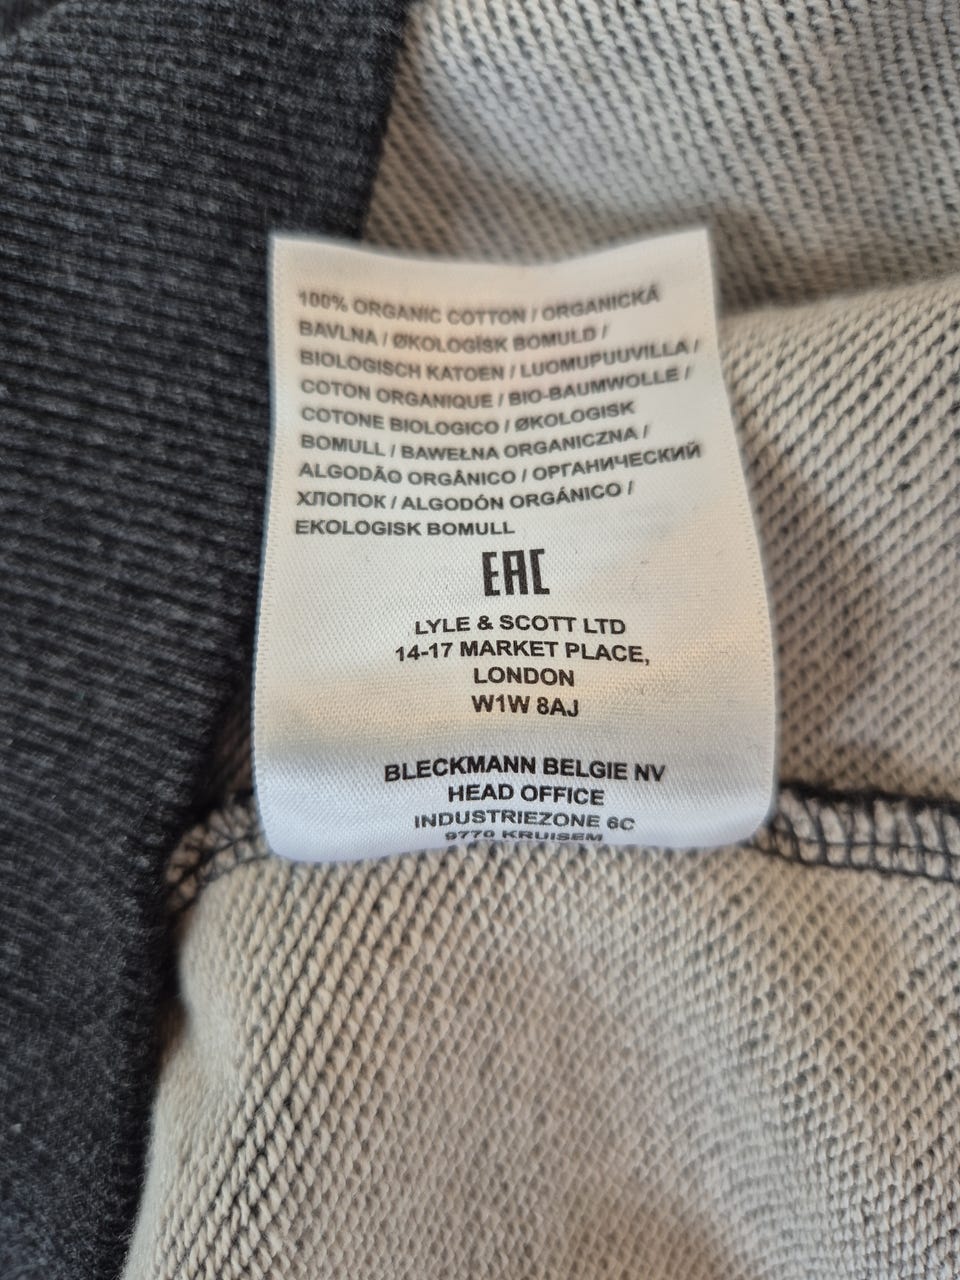 100% ORGANIC COTTON / ORGANICKÁ
BAVLNA / ØKOLOGİSK BOMULD /
BIOLOGISCH KATOEN / LUOMUPUUVILLA /
COTON ORGANIQUE / BIO-BAUMWOLLE /
COTONE BIOLOGICO / ØKOLOGISK
BOMULL / BAWEŁNA ORGANICZNA /
ALGODÃO ORGÂNICO / ОРГАНИЧЕСКИЙ
ХЛОПОК / ALGODÓN ORGÁNICO /
EKOLOGISK BOMULL
EAC
LYLE & SCOTT LTD
14-17 MARKET PLACE,
LONDON
W1W 8AJ
BLECKMANN BELGIE NV
HEAD OFFICE
INDUSTRIEZONE 6C
9770 KRUISEM